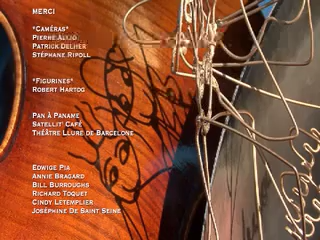 MERCI
*CAMÉRAS*
PIERRE ALLIO
PATRICK DELHER
STÉPHANE RIPOLL
*FIGURINES*
ROBERT HARTOG
PAN À PANAME
SATELLIT' CAFÉ
THÉÂTRE LLURE DE BARCELONE
EDWIGE PIA
ANNIE BRAGARD
BILL BURROUGHS
RICHARD TOQUET
CINDY LETEMPLIER
JOSÉPHINE DE SAINT SEINE